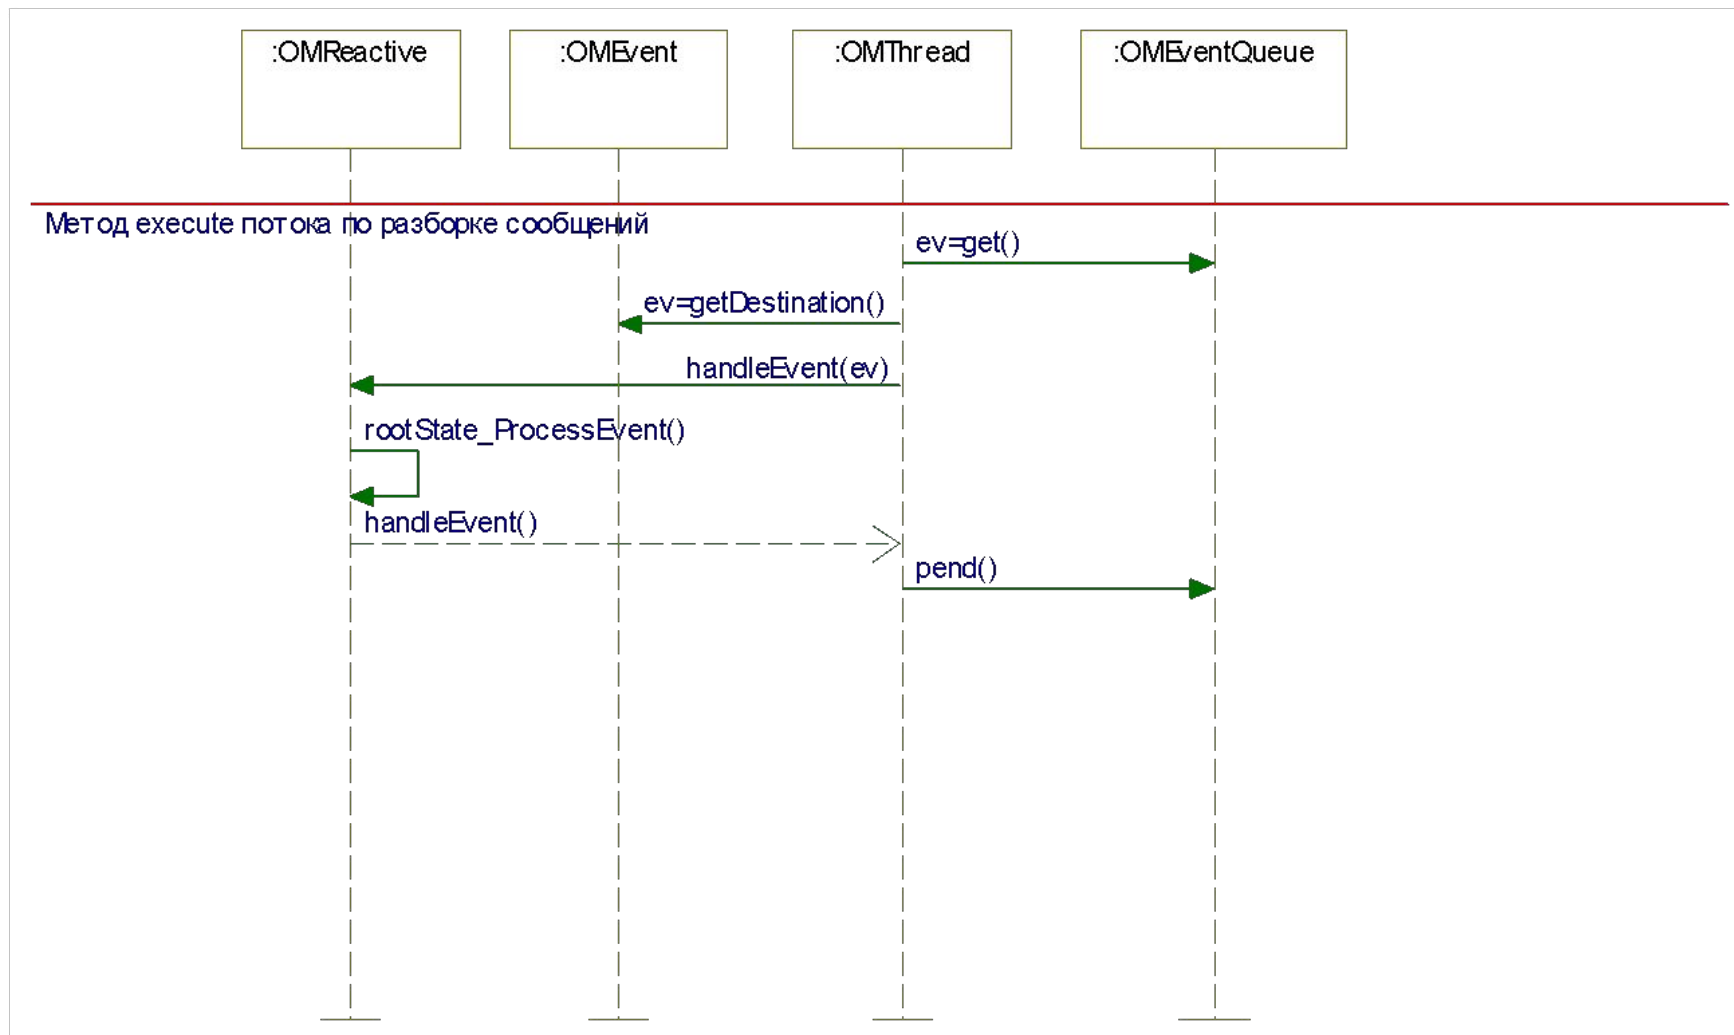 :OMReactive
:OMEvent
:OMThread
:OMEventQueue
Метод execute потока по разборке сообщений
ev=get()
ev=getDestination()
handleEvent(ev)
rootState_ProcessEvent()
handleEvent()
pend()